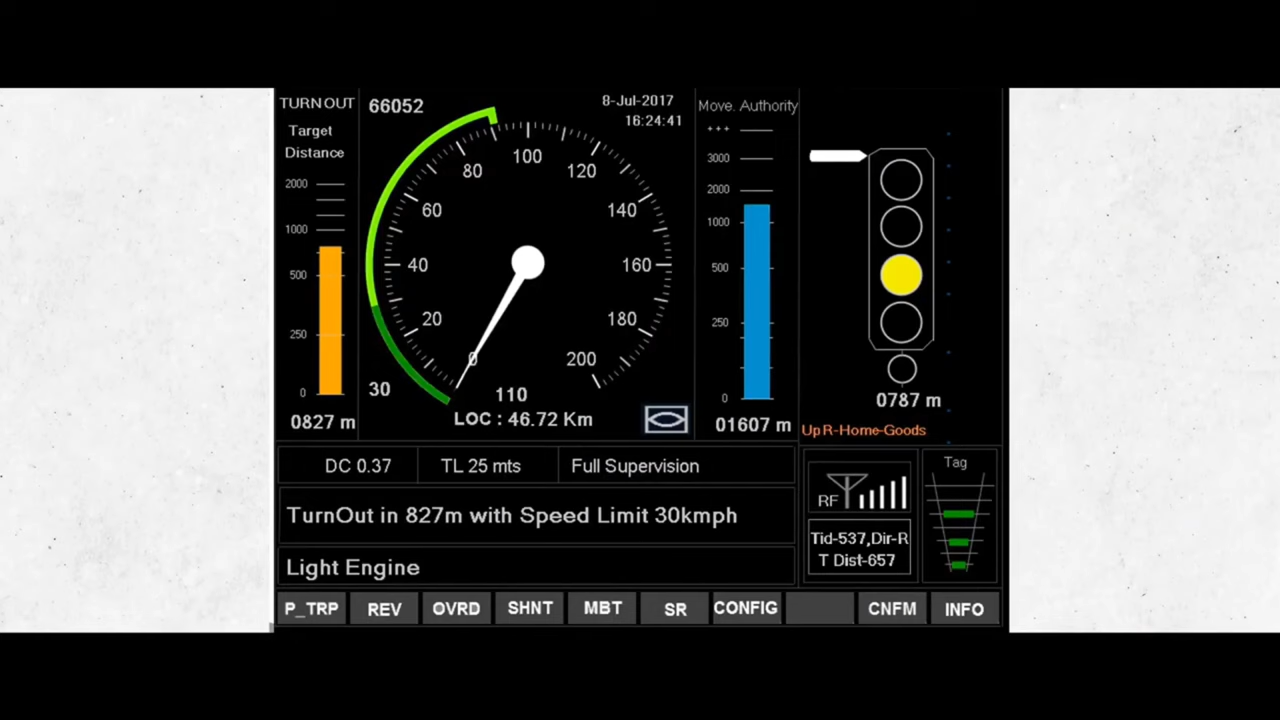 TURNOUT
Target
Distance
2000
1000
500
250
0
0827 m
66052
8-Jul-2017
16:24:41
0
20
40
60
80
100
120
140
160
180
200
30
110
LOC : 46.72 Km
Move. Authority
+++
3000
2000
1000
500
250
0
01607 m
0787 m
Up R-Home-Goods
DC 0.37
TL 25 mts
Full Supervision
TurnOut in 827m with Speed Limit 30kmph
Light Engine
RF
Tid-537,Dir-R
T Dist-657
Tag
P_TRP
REV
OVRD
SHNT
MBT
SR
CONFIG
CNFM
INFO